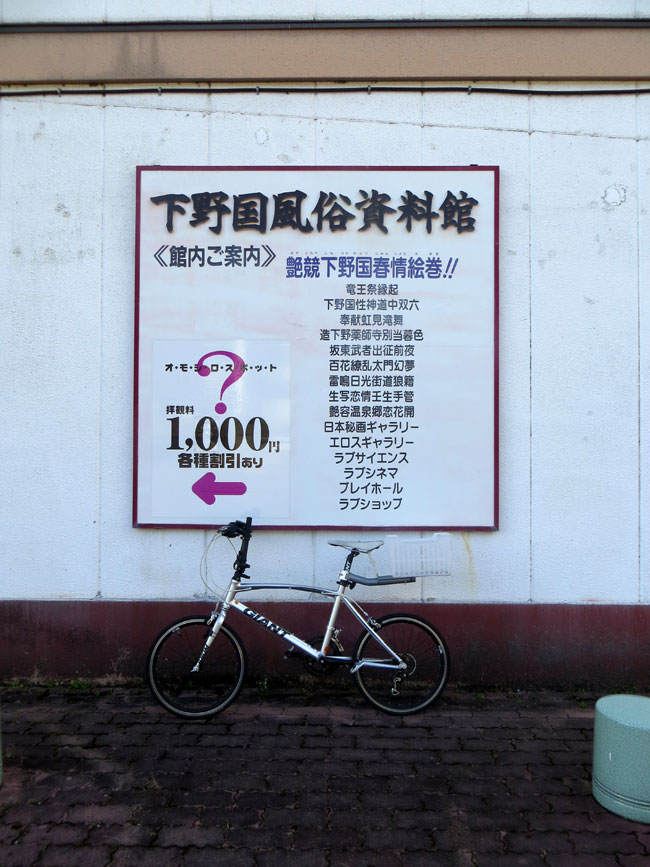 下野国風俗資料館
《館内ご案内》
艶競下野国春情絵巻!!
竜王祭縁起
下野国性神道中双六
奉献虹見滝舞
造下野薬師寺別当暮色
坂東武者出征前夜
百花繚乱太門幻夢
雷鳴日光街道狼籍
生写恋情壬生手管
艶容温泉郷恋花開
日本秘画ギャラリー
エロスギャラリー
ラブサイエンス
ラブシネマ
プレイホール
ラブショップ
オ・モ・シ・ロ・ス・ポ・ッ・ト
?
拝観料
1,000円
各種割引あり
GIANT